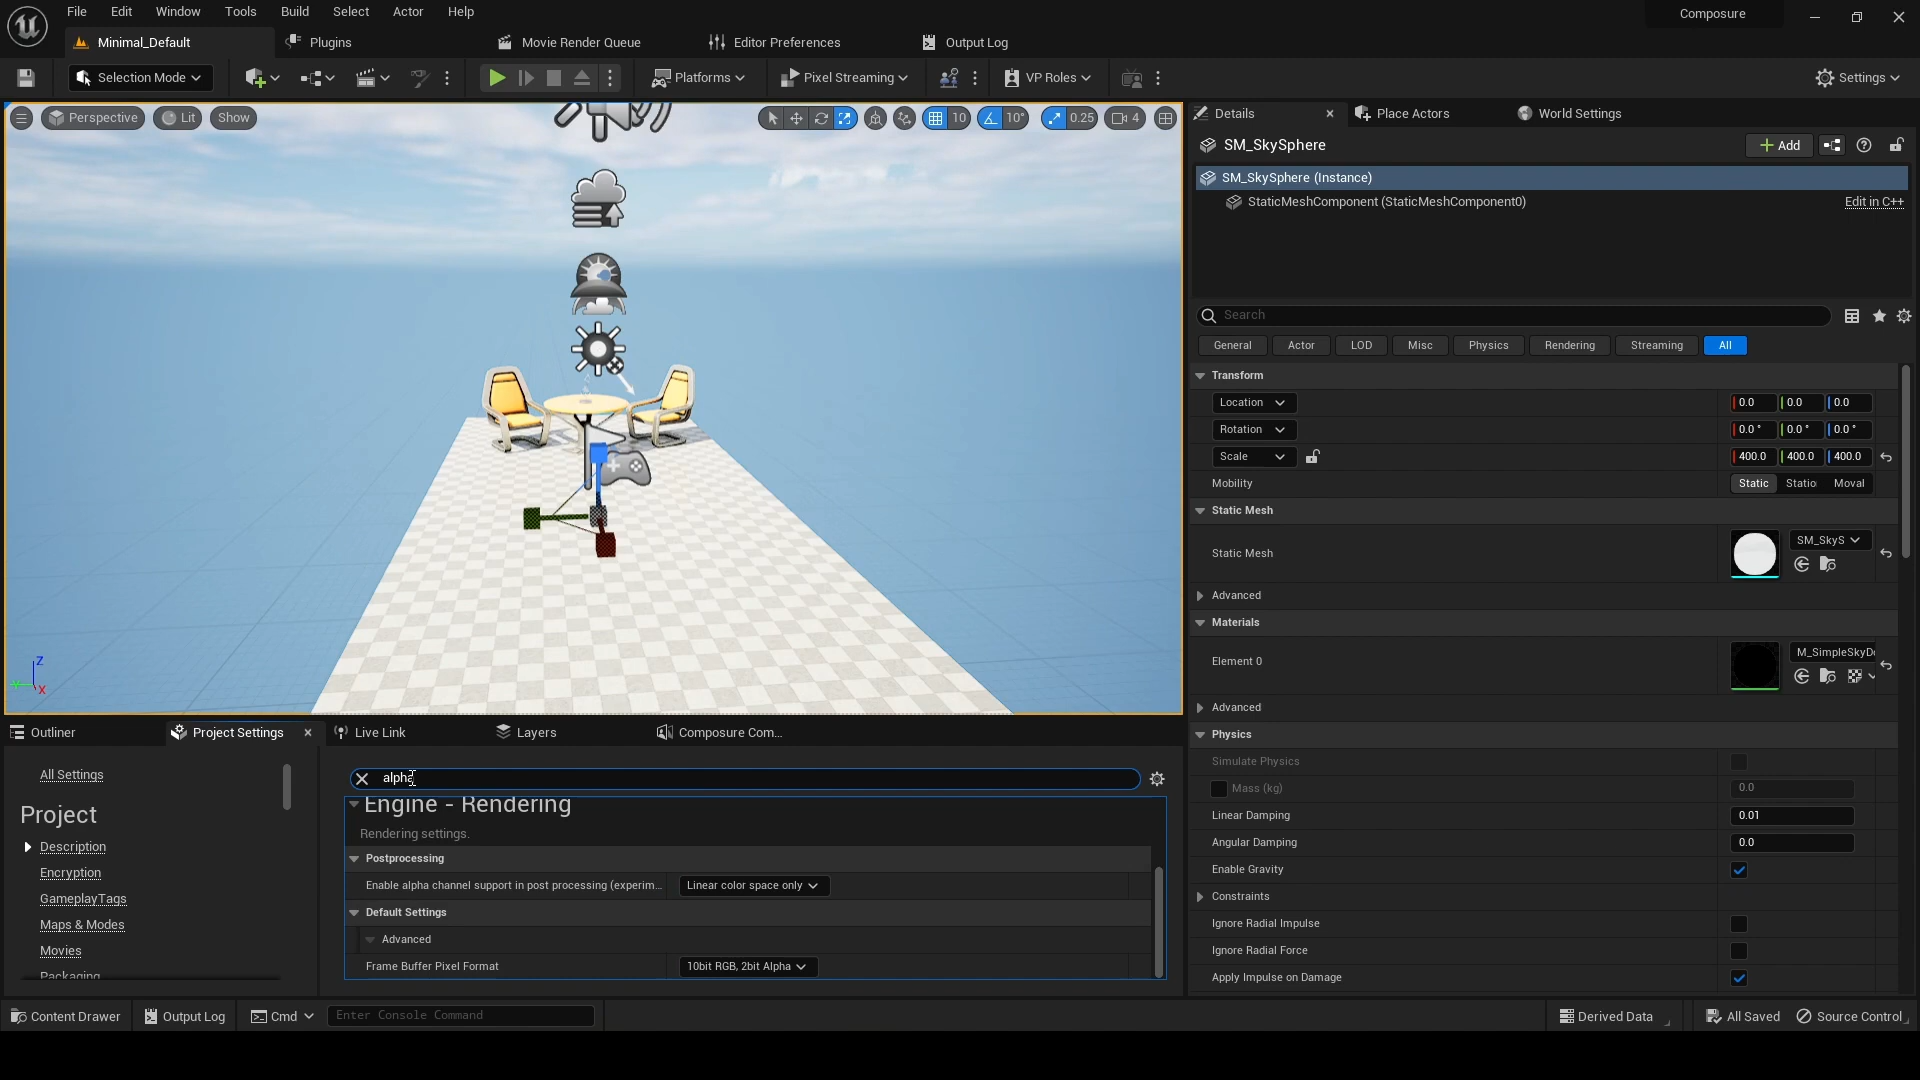 File Edit Window Tools Build Select Actor Help
Composure
Minimal_Default Plugins Movie Render Queue Editor Preferences Output Log
Selection Mode Platforms Pixel Streaming VP Roles Settings
Perspective Lit Show 10 10° 0.25 4
Details Place Actors World Settings
SM_SkySphere Add
SM_SkySphere (Instance)
StaticMeshComponent (StaticMeshComponent0) Edit in C++
Search
General Actor LOD Misc Physics Rendering Streaming All
Transform
Location 0.0 0.0 0.0
Rotation 0.0 ° 0.0 ° 0.0 °
Scale 400.0 400.0 400.0
Mobility Static Statio Moval
Static Mesh
Static Mesh SM_SkyS
Advanced
Materials
Element 0 M_SimpleSkyDo
Advanced
Physics
Simulate Physics
Mass (kg) 0.0
Linear Damping 0.01
Angular Damping 0.0
Enable Gravity
Constraints
Ignore Radial Impulse
Ignore Radial Force
Apply Impulse on Damage
Z
X
Outliner Project Settings Live Link Layers Composure Com...
All Settings
Project
Description
Encryption
GameplayTags
Maps & Modes
Movies
Packaging
alpha
Engine - Rendering
Rendering settings.
Postprocessing
Enable alpha channel support in post processing (experim... Linear color space only
Default Settings
Advanced
Frame Buffer Pixel Format 10bit RGB, 2bit Alpha
Content Drawer Output Log Cmd Enter Console Command Derived Data All Saved Source Control